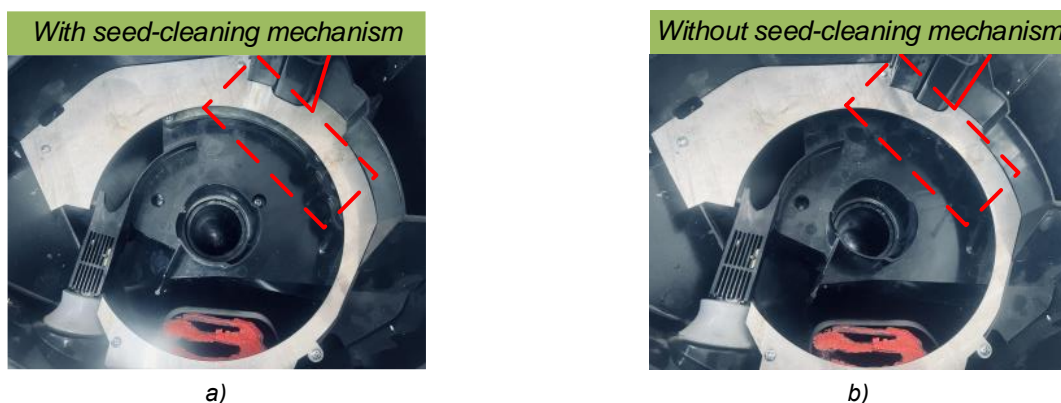 With seed-cleaning mechanism
Without seed-cleaning mechanism
a)
b)